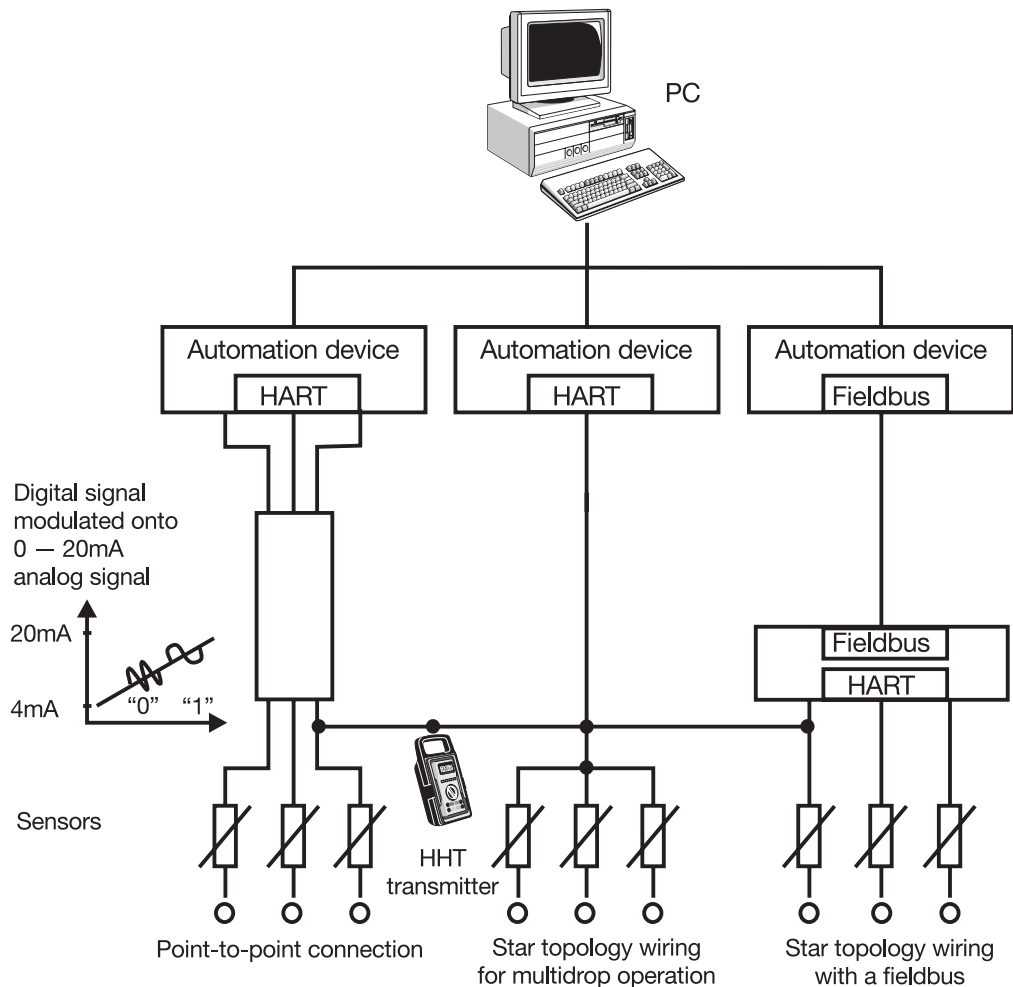 PC
Automation device
HART
Automation device
HART
Automation device
Fieldbus
Digital signal
modulated onto
0 — 20mA
analog signal
20mA
4mA
“0”
“1”
Fieldbus
HART
Sensors
HHT
transmitter
Point-to-point connection
Star topology wiring
for multidrop operation
Star topology wiring
with a fieldbus